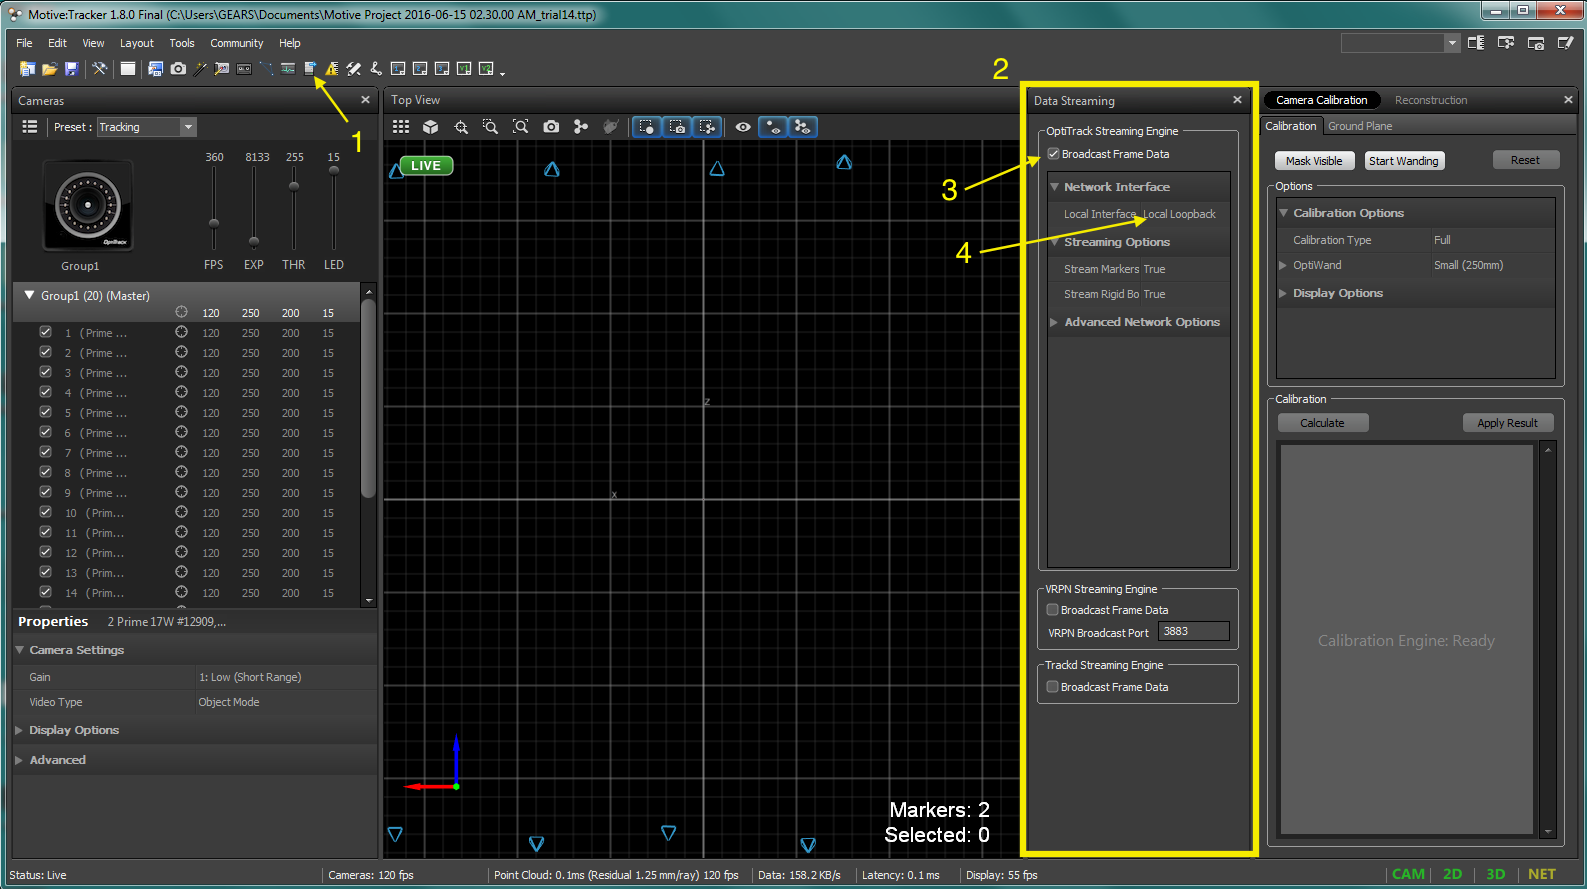 Motive:Tracker 1.8.0 Final (C:\Users\GEARS\Documents\Motive Project 2016-06-15 02.30.00 AM_trial14.ttp)
File Edit View Layout Tools Community Help
1
2
3
4
Cameras
Preset : Tracking
360 8133 255 15
OptiTrack
Group1
FPS EXP THR LED
Group1 (20) (Master)
120 250 200 15
1 (Prime ... 120 250 200 15
2 (Prime ... 120 250 200 15
3 (Prime ... 120 250 200 15
4 (Prime ... 120 250 200 15
5 (Prime ... 120 250 200 15
6 (Prime ... 120 250 200 15
7 (Prime ... 120 250 200 15
8 (Prime ... 120 250 200 15
9 (Prime ... 120 250 200 15
10 (Prim... 120 250 200 15
11 (Prim... 120 250 200 15
12 (Prim... 120 250 200 15
13 (Prim... 120 250 200 15
14 (Prim... 120 250 200 15
Properties 2 Prime 17W #12909,...
Camera Settings
Gain 1: Low (Short Range)
Video Type Object Mode
Display Options
Advanced
Top View
LIVE
z
x
Markers: 2
Selected: 0
Data Streaming
OptiTrack Streaming Engine
Broadcast Frame Data
Network Interface
Local Interface Local Loopback
Streaming Options
Stream Markers True
Stream Rigid Bo True
Advanced Network Options
VRPN Streaming Engine
Broadcast Frame Data
VRPN Broadcast Port 3883
Trackd Streaming Engine
Broadcast Frame Data
Camera Calibration Reconstruction
Calibration Ground Plane
Mask Visible Start Wanding Reset
Options
Calibration Options
Calibration Type Full
OptiWand Small (250mm)
Display Options
Calibration
Calculate Apply Result
Calibration Engine: Ready
Status: Live Cameras: 120 fps Point Cloud: 0.1ms (Residual 1.25 mm/ray) 120 fps Data: 158.2 KB/s Latency: 0.1 ms Display: 55 fps CAM 2D 3D NET